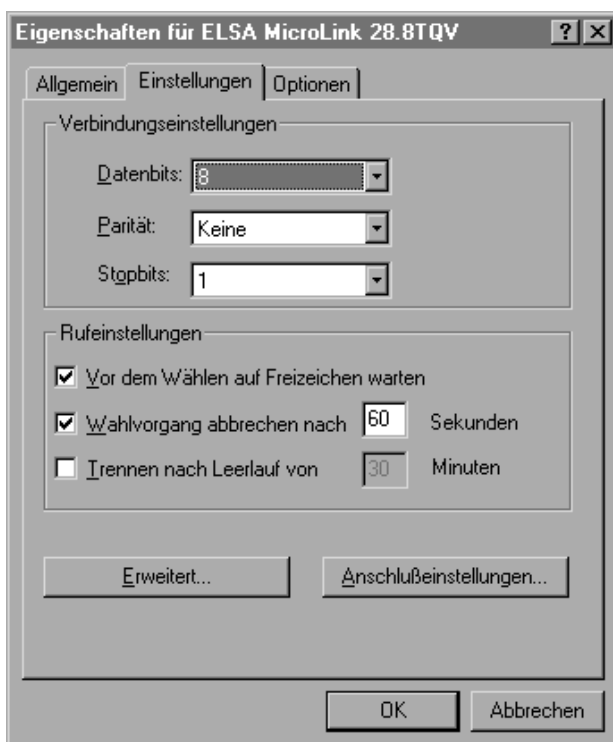 Eigenschaften für ELSA MicroLink 28.8TQV
Allgemein Einstellungen Optionen
Verbindungseinstellungen
Datenbits: 8
Parität: Keine
Stopbits: 1
Rufeinstellungen
Vor dem Wählen auf Freizeichen warten
Wahlvorgang abbrechen nach 60 Sekunden
Trennen nach Leerlauf von 30 Minuten
Erweitert... Anschlußeinstellungen...
OK Abbrechen